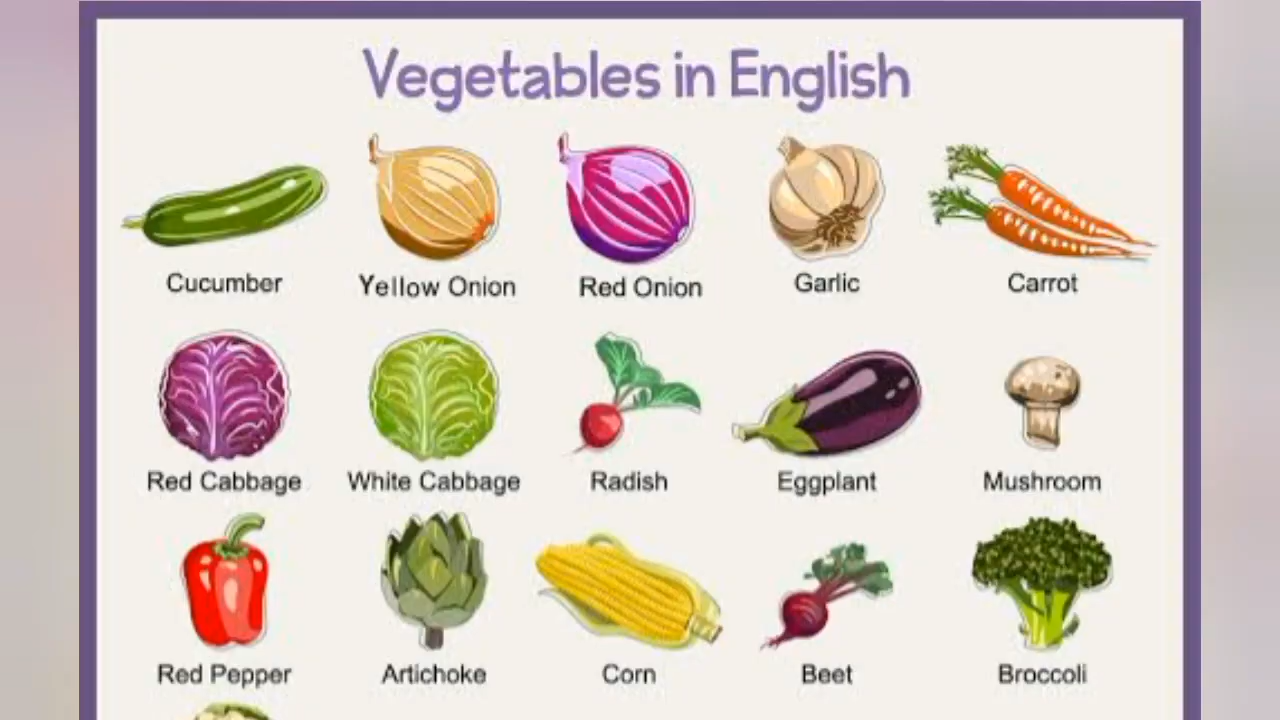 Vegetables in English
Cucumber
Yellow Onion
Red Onion
Garlic
Carrot
Red Cabbage
White Cabbage
Radish
Eggplant
Mushroom
Red Pepper
Artichoke
Corn
Beet
Broccoli